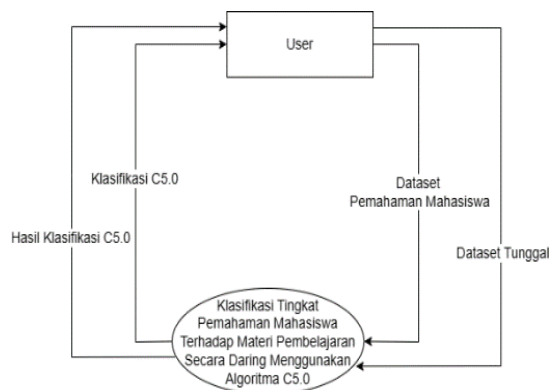 User
Klasifikasi C5.0
Dataset
Pemahaman Mahasiswa
Hasil Klasifikasi C5.0
Dataset Tunggal
Klasifikasi Tingkat
Pemahaman Mahasiswa
Terhadap Materi Pembelajaran
Secara Daring Menggunakan
Algoritma C5.0